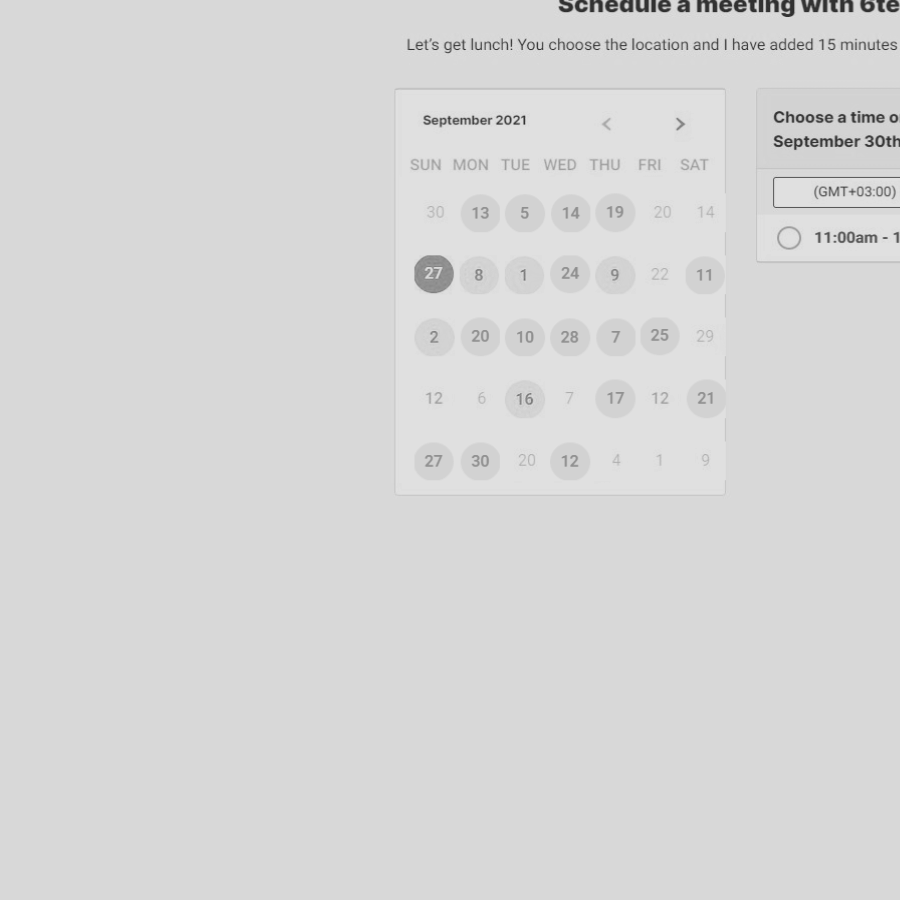 Schedule a meeting with 6te
Let's get lunch! You choose the location and I have added 15 minutes
September 2021
SUN MON TUE WED THU FRI SAT
30 13 5 14 19 20 14
27 8 1 24 9 22 11
2 20 10 28 7 25 29
12 6 16 7 17 12 21
27 30 20 12 4 1 9
Choose a time o
September 30th
(GMT+03:00)
11:00am - 1